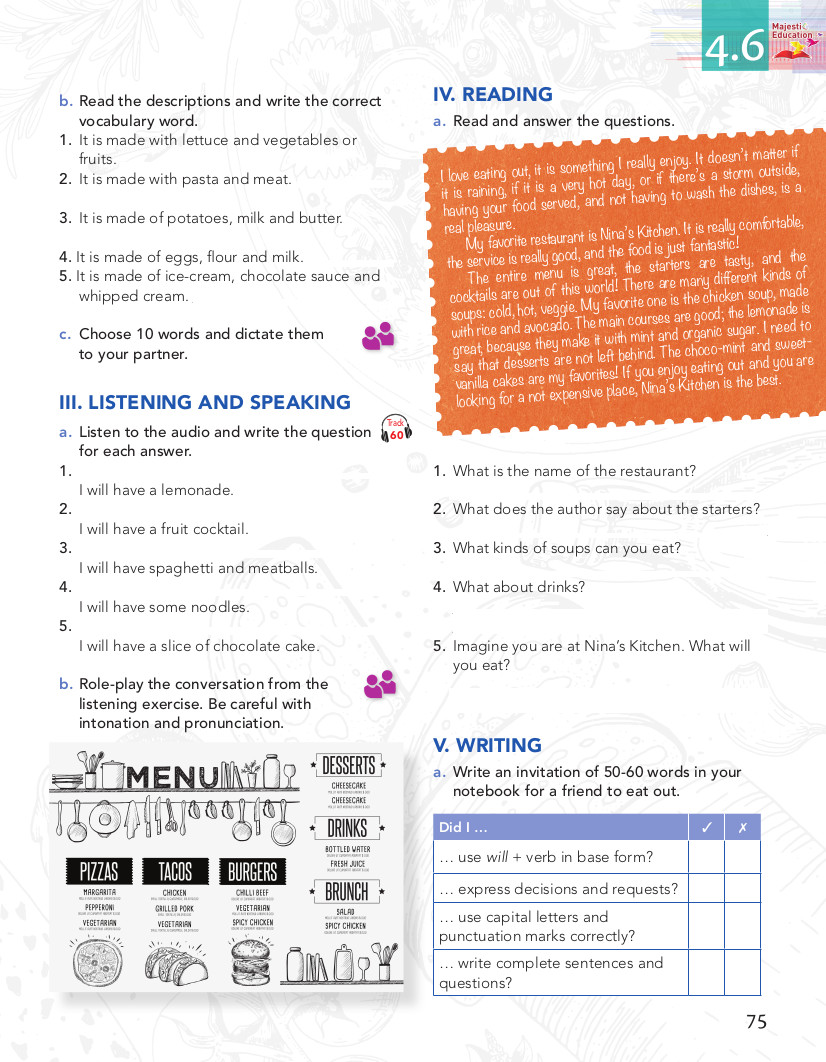 4.6
Majesti
Education
b. Read the descriptions and write the correct
vocabulary word.
1. It is made with lettuce and vegetables or
fruits.
2. It is made with pasta and meat.
3. It is made of potatoes, milk and butter.
4. It is made of eggs, flour and milk.
5. It is made of ice-cream, chocolate sauce and
whipped cream.
c. Choose 10 words and dictate them
to your partner.
III. LISTENING AND SPEAKING
a. Listen to the audio and write the question
for each answer.
Track
60
1.
I will have a lemonade.
2.
I will have a fruit cocktail.
3.
I will have spaghetti and meatballs.
4.
I will have some noodles.
5.
I will have a slice of chocolate cake.
b. Role-play the conversation from the
listening exercise. Be careful with
intonation and pronunciation.
MENU
PIZZAS
MARGARITA
PEPPERONI
VEGETARIAN
TACOS
CHICKEN
GRILLED PORK
VEGETARIAN
BURGERS
CHILLI BEEF
VEGETARIAN
SPICY CHICKEN
DESSERTS
CHEESECAKE
CHEESECAKE
DRINKS
BOTTLED WATER
FRESH JUICE
BRUNCH
SALAD
SPICY CHICKEN
IV. READING
a. Read and answer the questions.
I love eating out, it is something I really enjoy. It doesn't matter if
it is raining, if it is a very hot day, or if there's a storm outside,
having your food served, and not having to wash the dishes, is a
real pleasure.
My favorite restaurant is Nina's Kitchen. It is really comfortable,
the service is really good, and the food is just fantastic!
The entire menu is great, the starters are tasty, and the
cocktails are out of this world! There are many different kinds of
soups: cold, hot, veggie. My favorite one is the chicken soup, made
with rice and avocado. The main courses are good; the lemonade is
great, because they make it with mint and organic sugar. I need to
say that desserts are not left behind. The choco-mint and sweet-
vanilla cakes are my favorites! If you enjoy eating out and you are
looking for a not expensive place, Nina's Kitchen is the best.
1. What is the name of the restaurant?
2. What does the author say about the starters?
3. What kinds of soups can you eat?
4. What about drinks?
5. Imagine you are at Nina's Kitchen. What will
you eat?
V. WRITING
a. Write an invitation of 50-60 words in your
notebook for a friend to eat out.
Did I ... ✓ ✗
... use will + verb in base form?
... express decisions and requests?
... use capital letters and
punctuation marks correctly?
... write complete sentences and
questions?
75